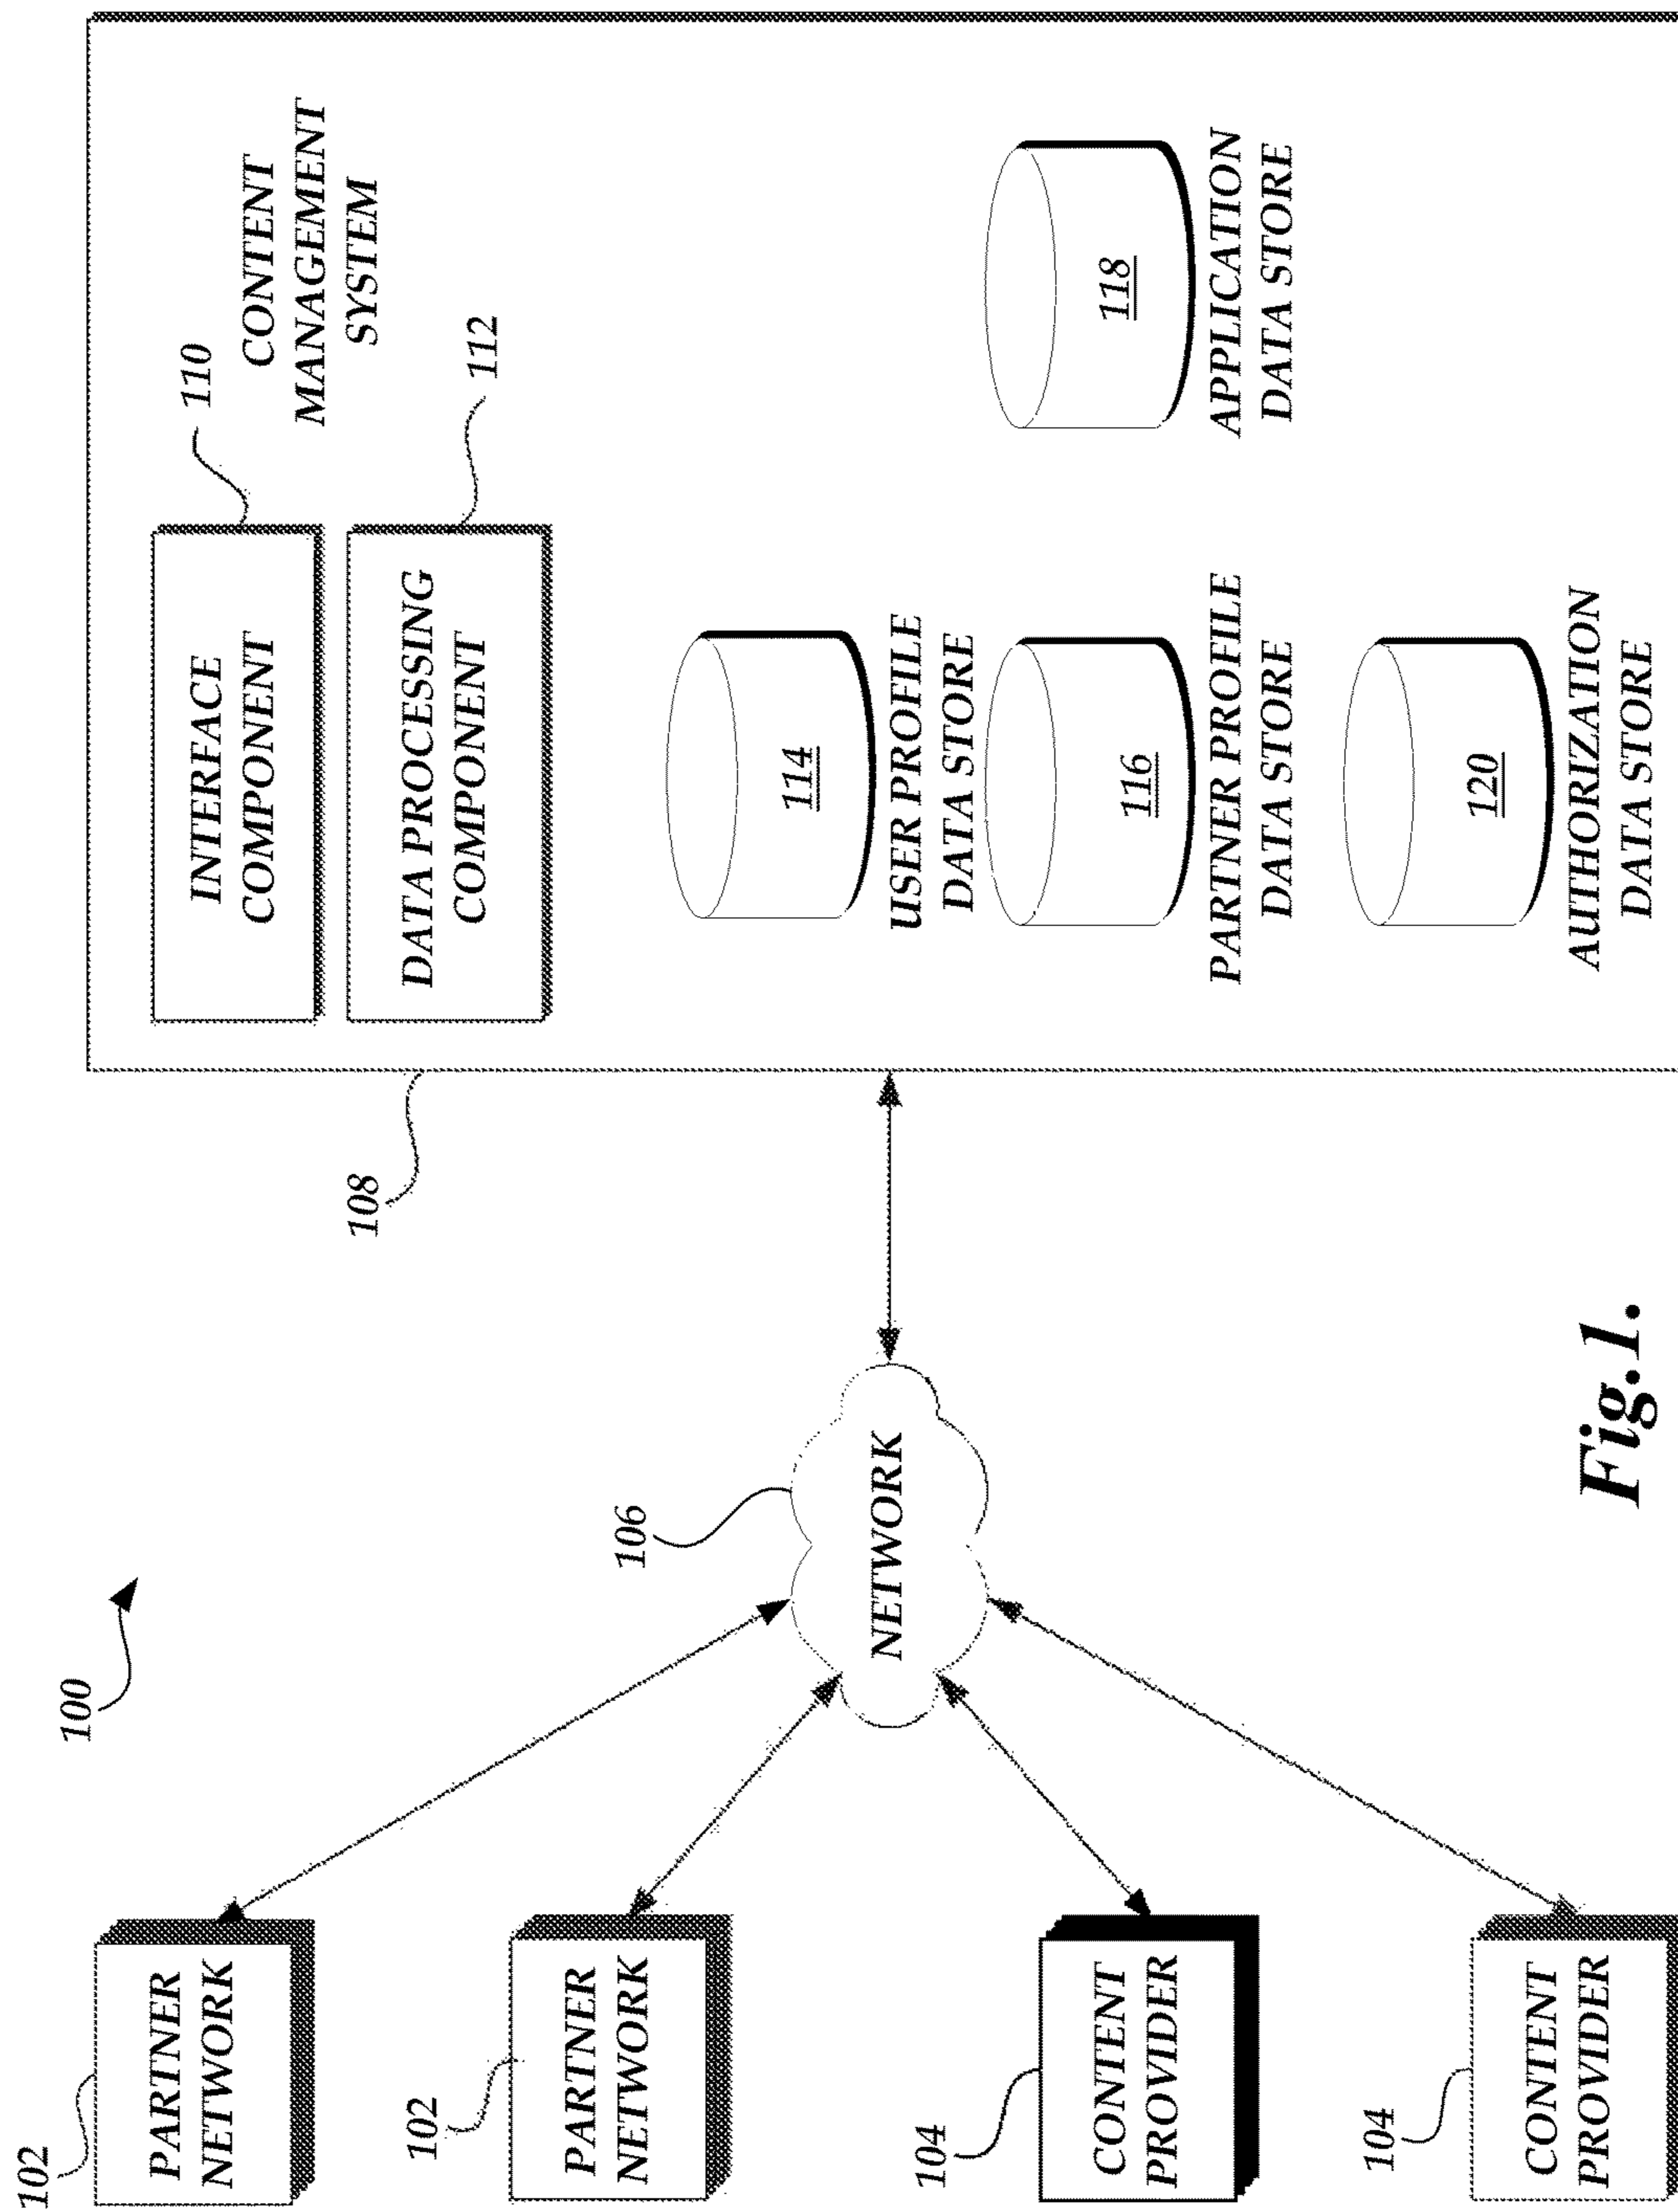 100
102
PARTNER
NETWORK
102
PARTNER
NETWORK
104
CONTENT
PROVIDER
104
CONTENT
PROVIDER
106
NETWORK
108
INTERFACE
COMPONENT
110
CONTENT
MANAGEMENT
SYSTEM
DATA PROCESSING
COMPONENT
112
114
USER PROFILE
DATA STORE
116
PARTNER PROFILE
DATA STORE
118
APPLICATION
DATA STORE
120
AUTHORIZATION
DATA STORE
Fig.1.